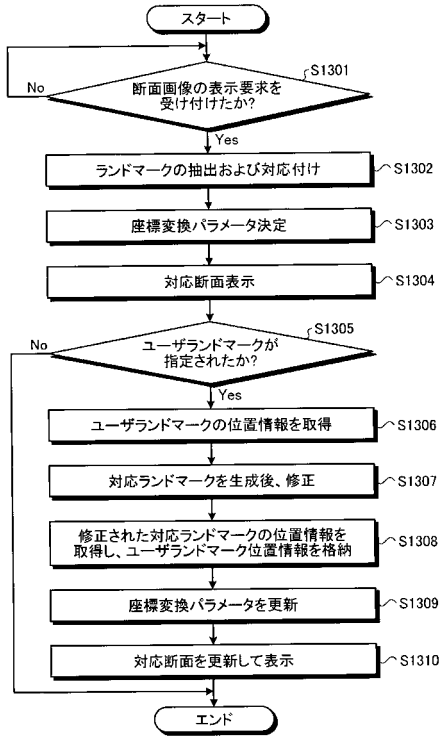 スタート
S1301
断面画像の表示要求を
受け付けたか?
No
Yes
ランドマークの抽出および対応付け
S1302
座標変換パラメータ決定
S1303
対応断面表示
S1304
S1305
No
ユーザランドマークが
指定されたか?
Yes
ユーザランドマークの位置情報を取得
S1306
対応ランドマークを生成後、修正
S1307
修正された対応ランドマークの位置情報を
取得し、ユーザランドマーク位置情報を格納
S1308
座標変換パラメータを更新
S1309
対応断面を更新して表示
S1310
エンド